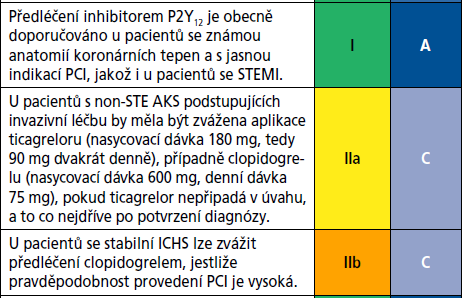 Předléčení inhibitorem P2Y12 je obecně
doporučováno u pacientů se známou
anatomií koronárních tepen a s jasnou
indikací PCI, jakož i u pacientů se STEMI.
I
A
U pacientů s non-STE AKS podstupujících
invazivní léčbu by měla být zvážena aplikace
ticagreloru (nasycovací dávka 180 mg, tedy
90 mg dvakrát denně), případně clopidogre-
lu (nasycovací dávka 600 mg, denní dávka
75 mg), pokud ticagrelor nepřipadá v úvahu,
a to co nejdříve po potvrzení diagnózy.
IIa
C
U pacientů se stabilní ICHS lze zvážit
předléčení clopidogrelem, jestliže
pravděpodobnost provedení PCI je vysoká.
IIb
C